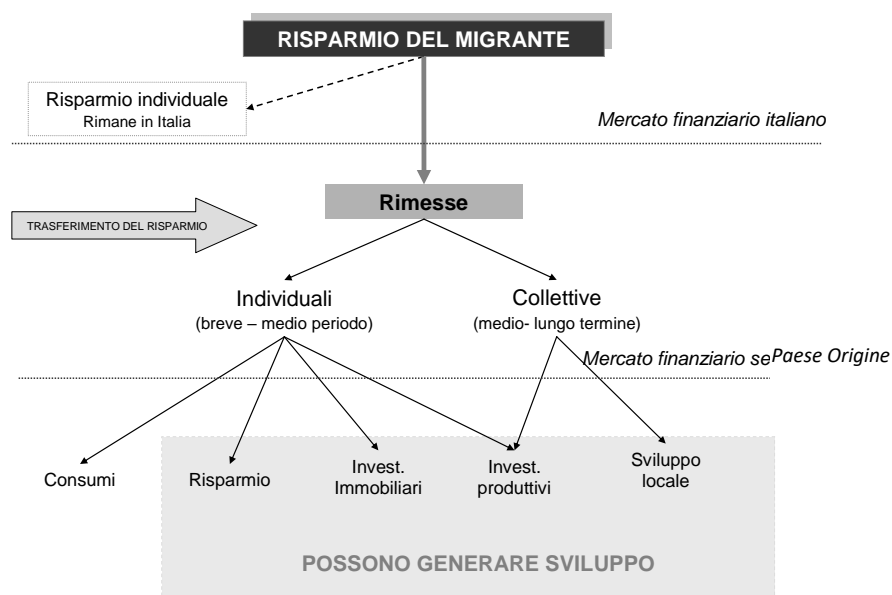 RISPARMIO DEL MIGRANTE
Risparmio individuale
Rimane in Italia
Mercato finanziario italiano
Rimesse
TRASFERIMENTO DEL RISPARMIO
Individuali
(breve – medio periodo)
Collettive
(medio- lungo termine)
Mercato finanziario se Paese Origine
Consumi
Risparmio
Invest.
Immobiliari
Invest.
produttivi
Sviluppo
locale
POSSONO GENERARE SVILUPPO